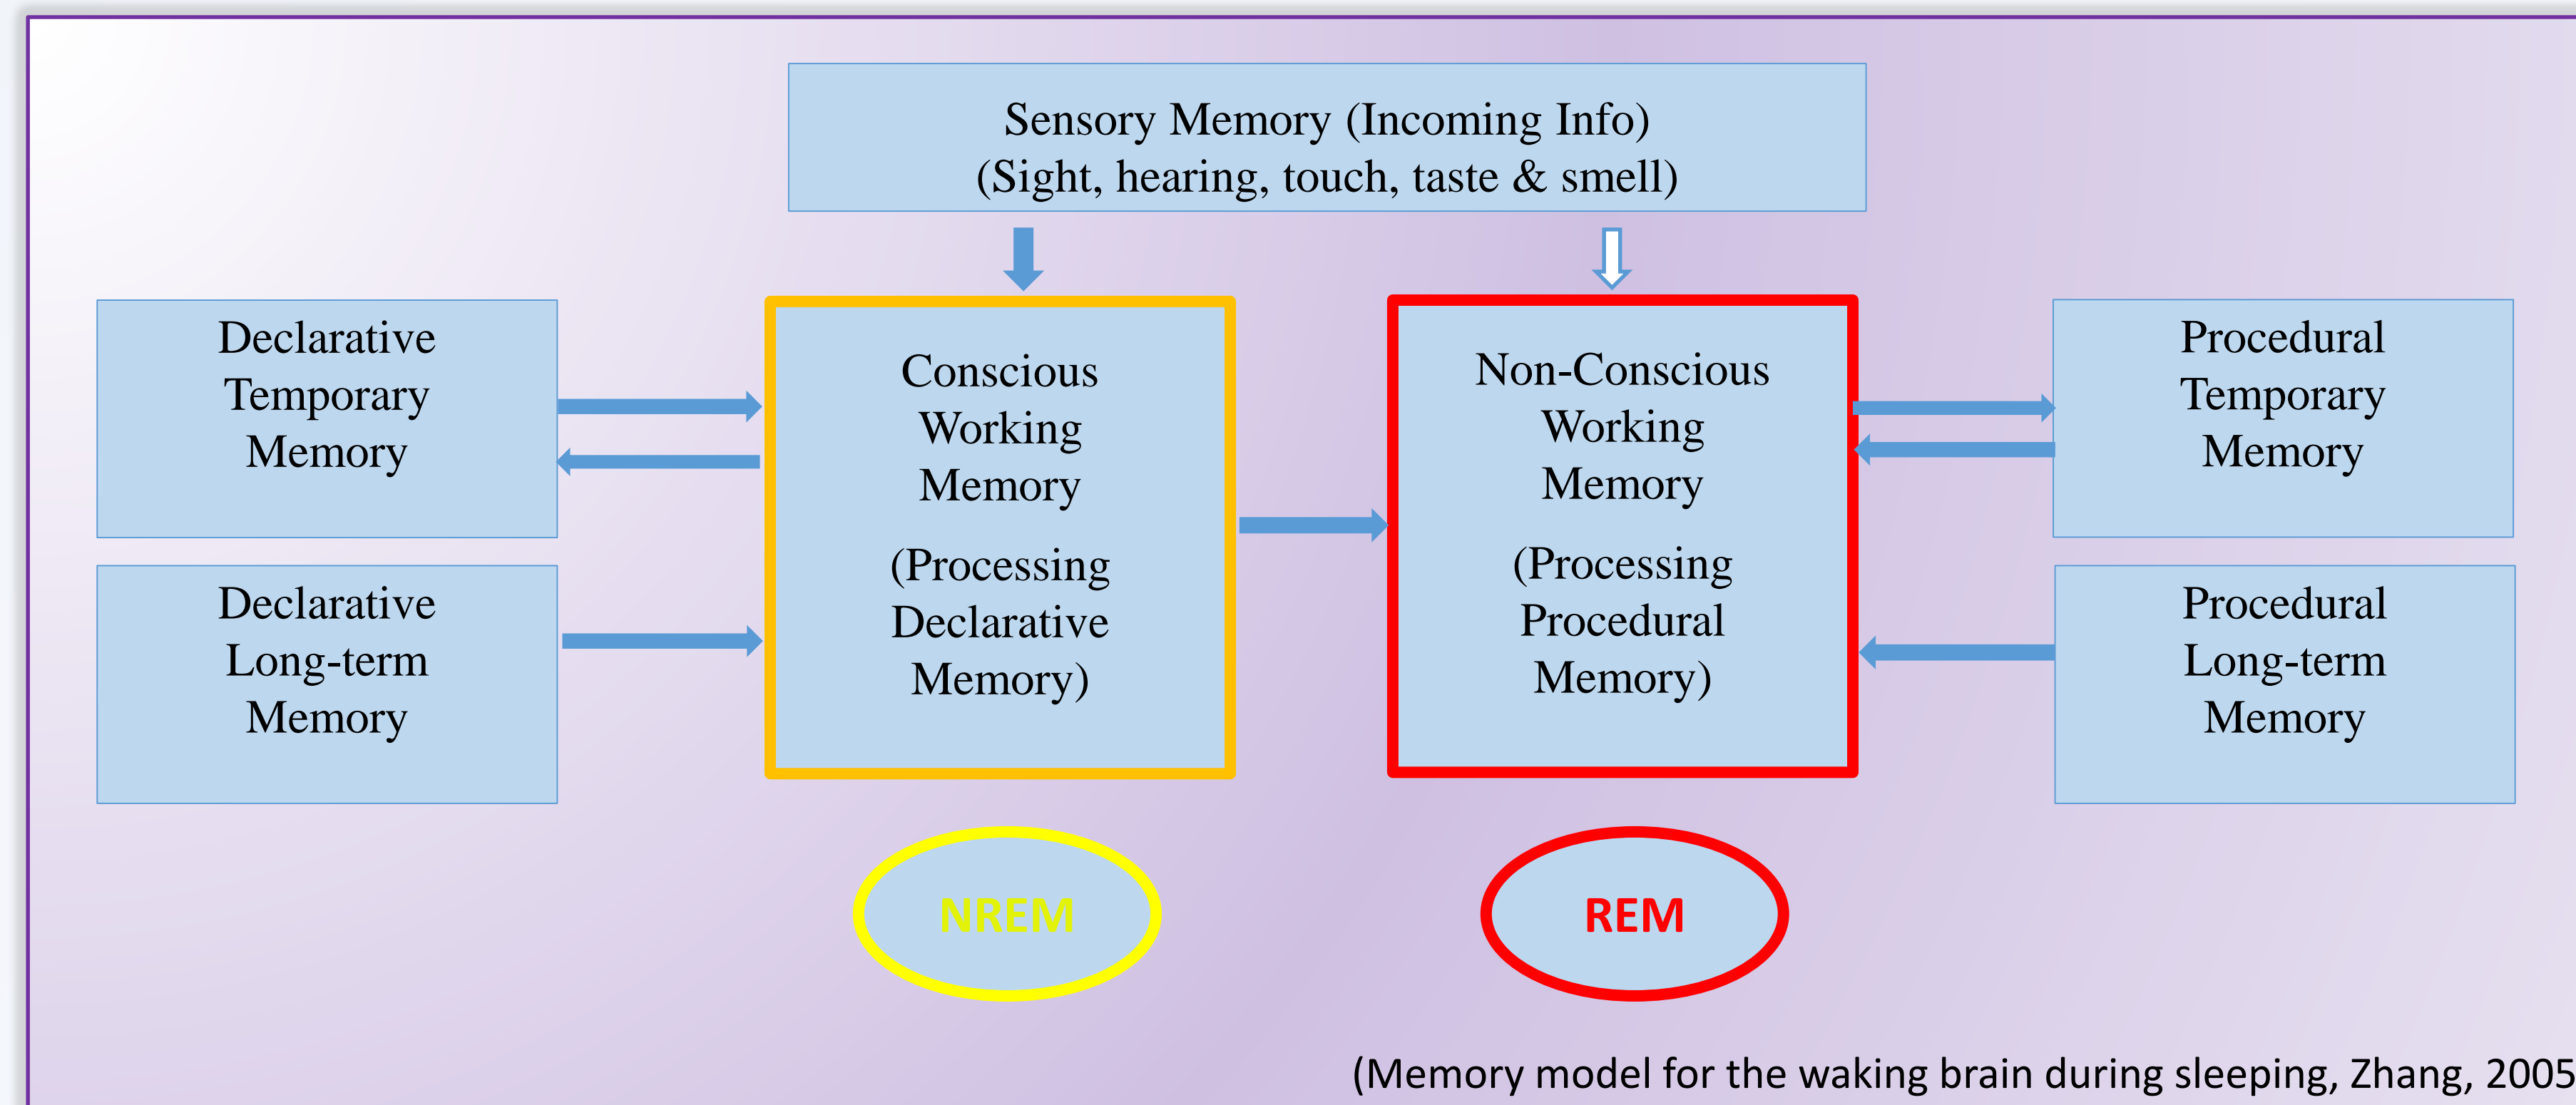 Sensory Memory (Incoming Info)
(Sight, hearing, touch, taste & smell)
Declarative
Temporary
Memory
Declarative
Long-term
Memory
Conscious
Working
Memory
(Processing
Declarative
Memory)
Non-Conscious
Working
Memory
(Processing
Procedural
Memory)
Procedural
Temporary
Memory
Procedural
Long-term
Memory
NREM
REM
(Memory model for the waking brain during sleeping, Zhang, 2005